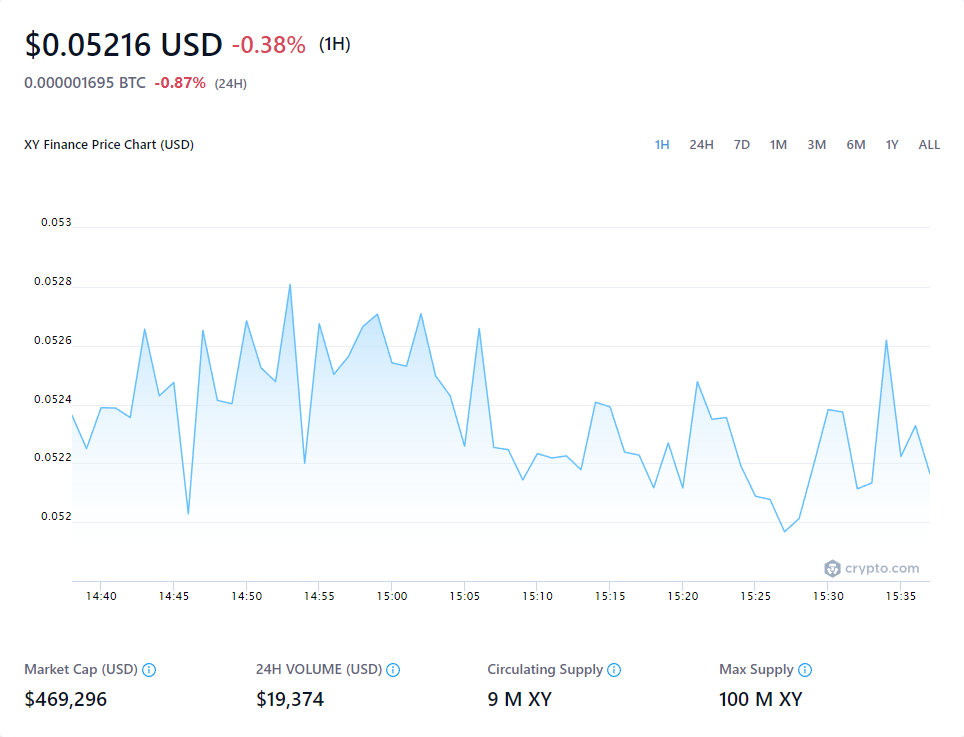 $0.05216 USD -0.38% (1H)
0.000001695 BTC -0.87% (24H)
XY Finance Price Chart (USD)
1H 24H 7D 1M 3M 6M 1Y ALL
0.053
0.0528
0.0526
0.0524
0.0522
0.052
crypto.com
14:40 14:45 14:50 14:55 15:00 15:05 15:10 15:15 15:20 15:25 15:30 15:35
Market Cap (USD) 24H VOLUME (USD) Circulating Supply Max Supply
$469,296 $19,374 9 M XY 100 M XY